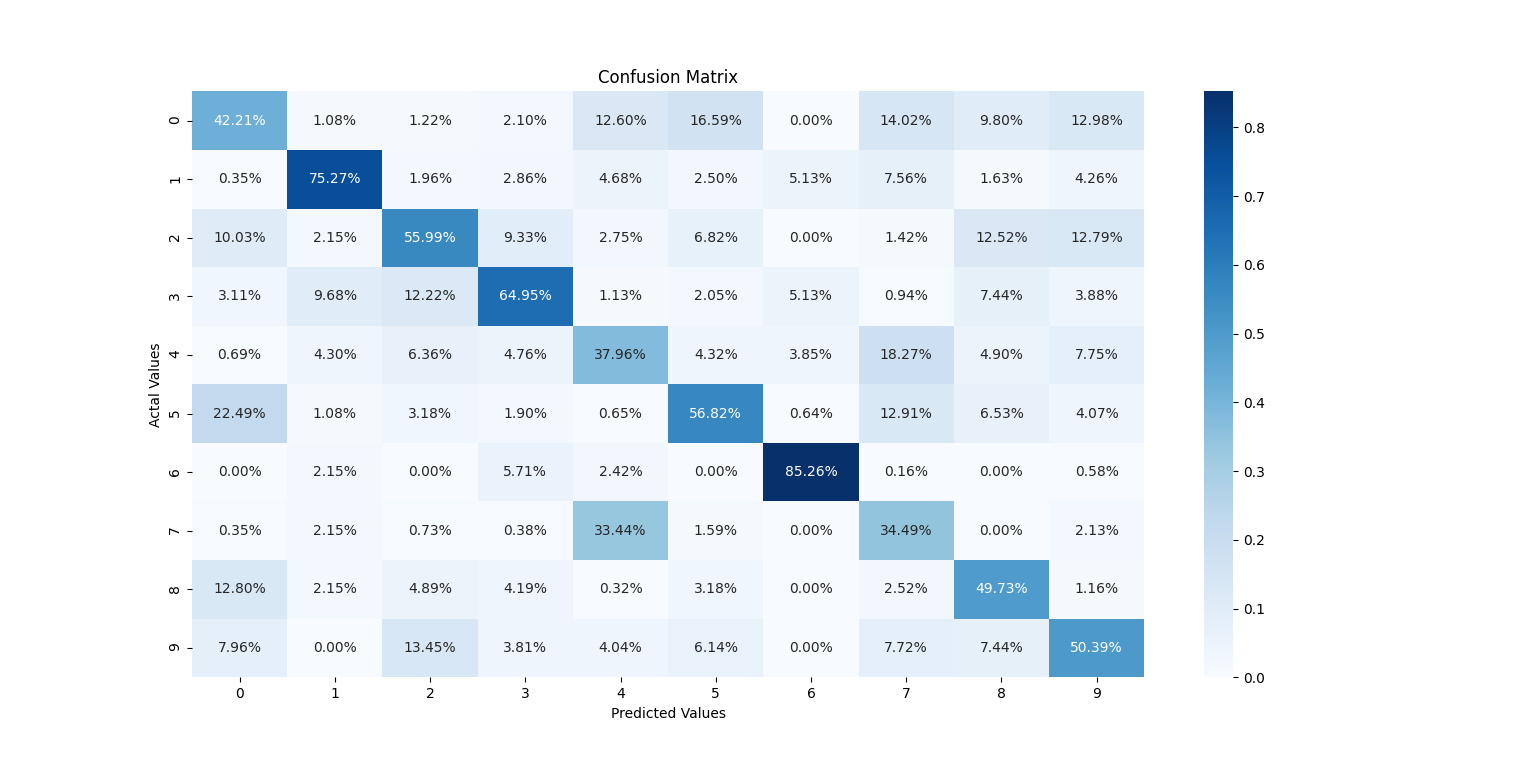 Confusion Matrix
0 42.21% 1.08% 1.22% 2.10% 12.60% 16.59% 0.00% 14.02% 9.80% 12.98%
1 0.35% 75.27% 1.96% 2.86% 4.68% 2.50% 5.13% 7.56% 1.63% 4.26%
2 10.03% 2.15% 55.99% 9.33% 2.75% 6.82% 0.00% 1.42% 12.52% 12.79%
3 3.11% 9.68% 12.22% 64.95% 1.13% 2.05% 5.13% 0.94% 7.44% 3.88%
4 0.69% 4.30% 6.36% 4.76% 37.96% 4.32% 3.85% 18.27% 4.90% 7.75%
5 22.49% 1.08% 3.18% 1.90% 0.65% 56.82% 0.64% 12.91% 6.53% 4.07%
6 0.00% 2.15% 0.00% 5.71% 2.42% 0.00% 85.26% 0.16% 0.00% 0.58%
7 0.35% 2.15% 0.73% 0.38% 33.44% 1.59% 0.00% 34.49% 0.00% 2.13%
8 12.80% 2.15% 4.89% 4.19% 0.32% 3.18% 0.00% 2.52% 49.73% 1.16%
9 7.96% 0.00% 13.45% 3.81% 4.04% 6.14% 0.00% 7.72% 7.44% 50.39%
0 1 2 3 4 5 6 7 8 9
Predicted Values
Actal Values
0.8
0.7
0.6
0.5
0.4
0.3
0.2
0.1
0.0